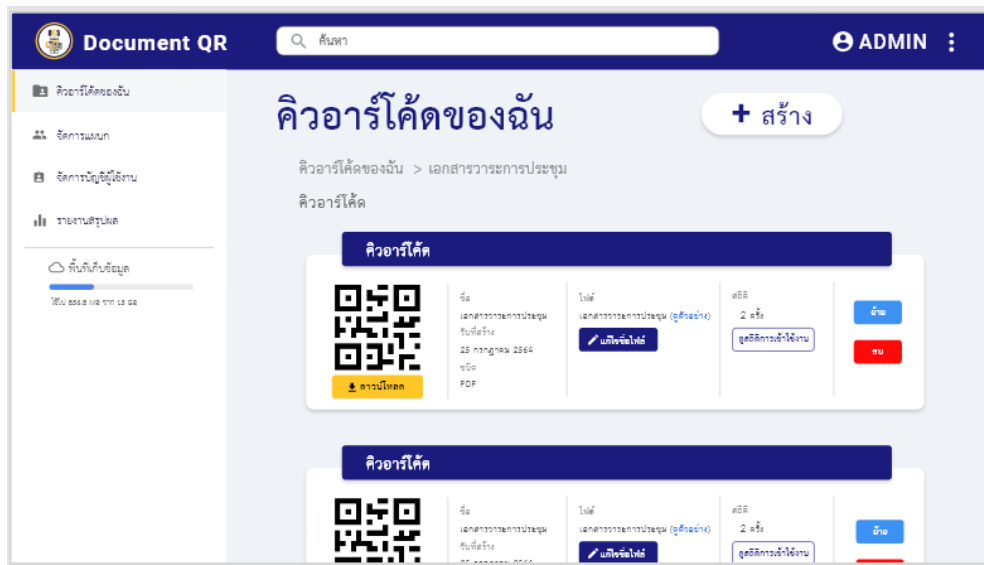 Document QR
ค้นหา
ADMIN
คิวอาร์โค้ดของฉัน
จัดการแผนก
จัดการบัญชีผู้ใช้งาน
รายงานสรุปผล
พื้นที่เก็บข้อมูล
คิวอาร์โค้ดของฉัน
+ สร้าง
คิวอาร์โค้ดของฉัน > เอกสารวาระการประชุม
คิวอาร์โค้ด
คิวอาร์โค้ด
ชื่อ
เอกสารวาระการประชุม
วันที่สร้าง
25 กรกฎาคม 2564
ชนิด
PDF
ดาวน์โหลด
ไฟล์
เอกสารวาระการประชุม (ดูตัวอย่าง)
แก้ไขชื่อไฟล์
สถิติ
2 ครั้ง
ดูสถิติการเข้าใช้งาน
ย้าย
ลบ
คิวอาร์โค้ด
ชื่อ
เอกสารวาระการประชุม
วันที่สร้าง
25 กรกฎาคม 2564
ไฟล์
เอกสารวาระการประชุม (ดูตัวอย่าง)
แก้ไขชื่อไฟล์
สถิติ
2 ครั้ง
ดูสถิติการเข้าใช้งาน
ย้าย